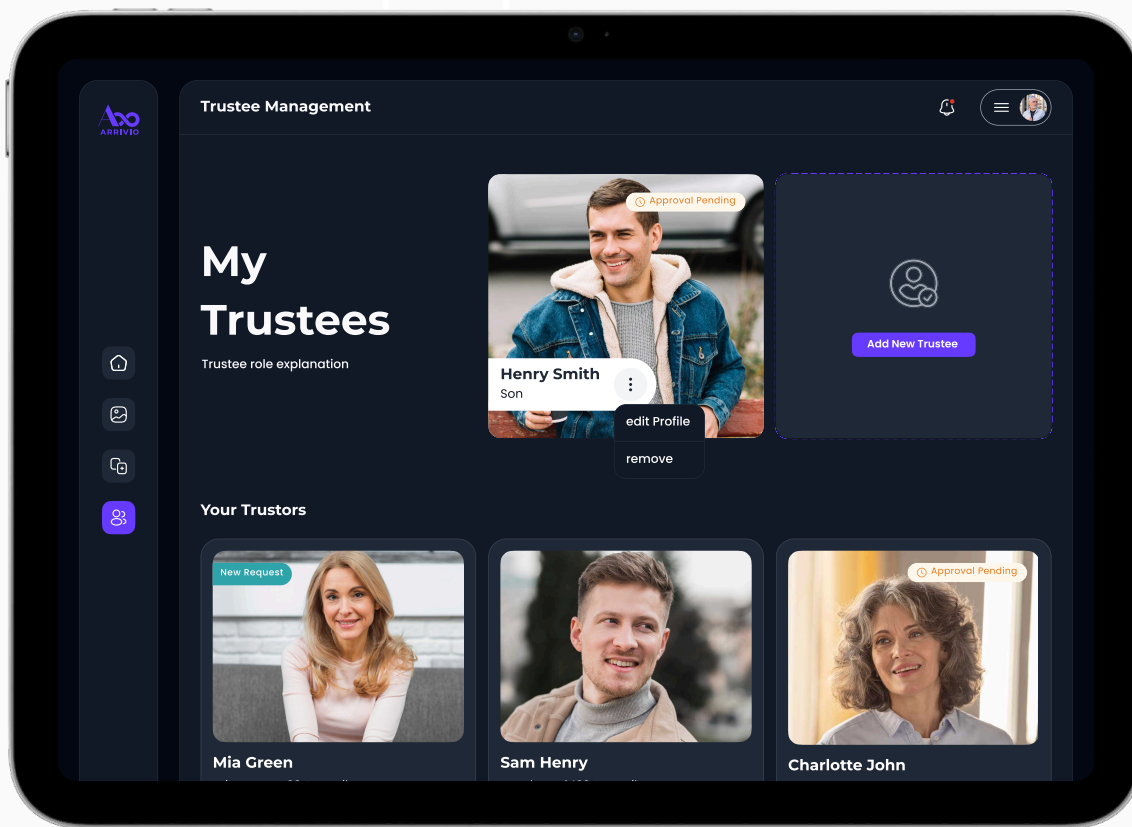 ARRIVIO
Trustee Management
My
Trustees
Trustee role explanation
Approval Pending
Henry Smith
Son
edit Profile
remove
Add New Trustee
Your Trustors
New Request
Approval Pending
Mia Green
Sam Henry
Charlotte John